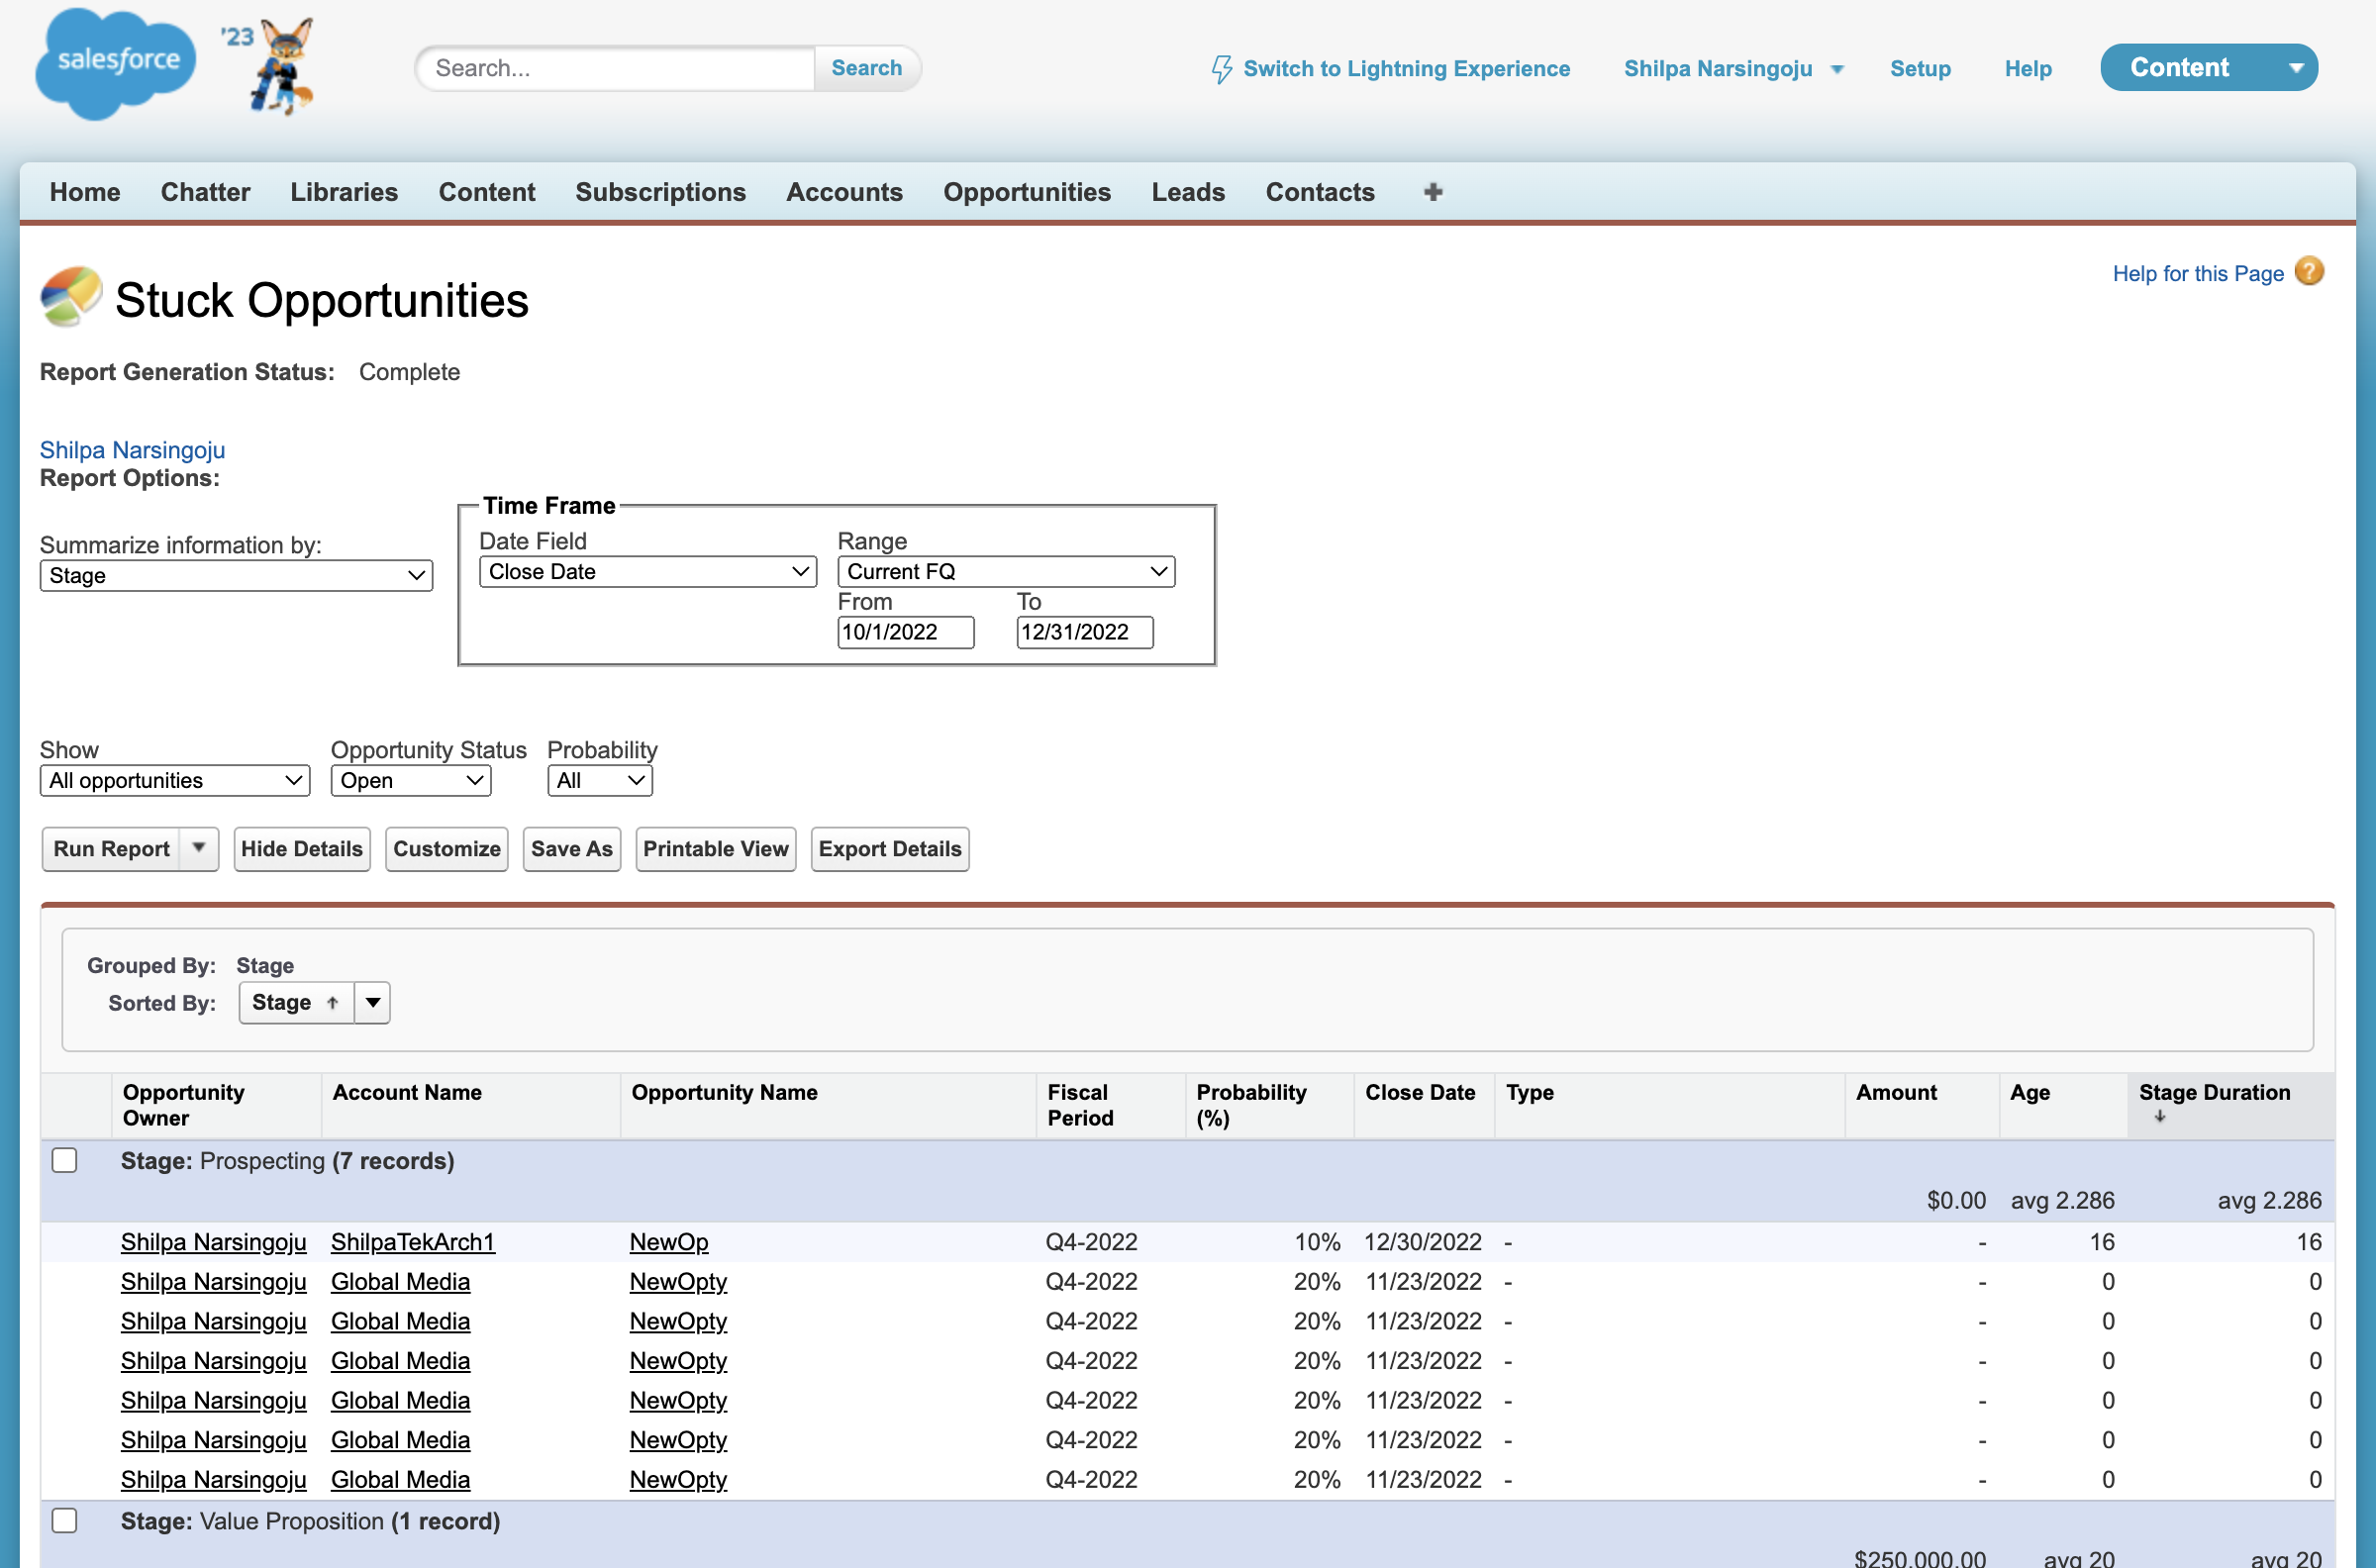 salesforce
'23
Search...
Search
Switch to Lightning Experience
Shilpa Narsingoju
Setup
Help
Content
Home Chatter Libraries Content Subscriptions Accounts Opportunities Leads Contacts
Stuck Opportunities
Help for this Page ?
Report Generation Status: Complete
Shilpa Narsingoju
Report Options:
Summarize information by:
Stage
Time Frame
Date Field Range
Close Date Current FQ
From To
10/1/2022 12/31/2022
Show Opportunity Status Probability
All opportunities Open All
Run Report Hide Details Customize Save As Printable View Export Details
Grouped By: Stage
Sorted By: Stage ↑
Opportunity Owner Account Name Opportunity Name Fiscal Period Probability (%) Close Date Type Amount Age Stage Duration ↓
Stage: Prospecting (7 records)
$0.00 avg 2.286 avg 2.286
Shilpa Narsingoju ShilpaTekArch1 NewOp Q4-2022 10% 12/30/2022 - - 16 16
Shilpa Narsingoju Global Media NewOpty Q4-2022 20% 11/23/2022 - - 0 0
Shilpa Narsingoju Global Media NewOpty Q4-2022 20% 11/23/2022 - - 0 0
Shilpa Narsingoju Global Media NewOpty Q4-2022 20% 11/23/2022 - - 0 0
Shilpa Narsingoju Global Media NewOpty Q4-2022 20% 11/23/2022 - - 0 0
Shilpa Narsingoju Global Media NewOpty Q4-2022 20% 11/23/2022 - - 0 0
Shilpa Narsingoju Global Media NewOpty Q4-2022 20% 11/23/2022 - - 0 0
Stage: Value Proposition (1 record)
$250,000.00 avg 20 avg 20